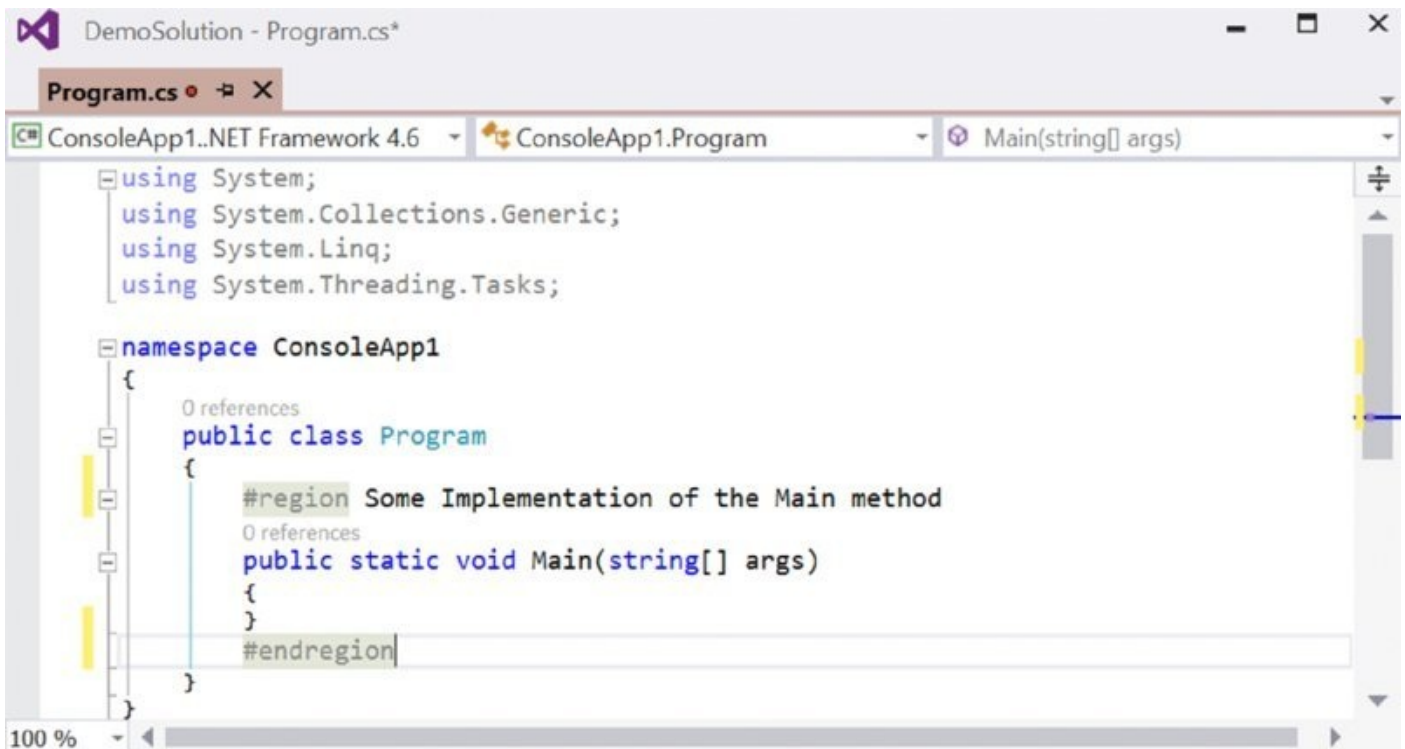 DemoSolution - Program.cs*
Program.cs
C# ConsoleApp1..NET Framework 4.6 ConsoleApp1.Program Main(string[] args)
using System;
using System.Collections.Generic;
using System.Linq;
using System.Threading.Tasks;
namespace ConsoleApp1
{
0 references
public class Program
{
#region Some Implementation of the Main method
0 references
public static void Main(string[] args)
{
}
#endregion
}
}
100 %